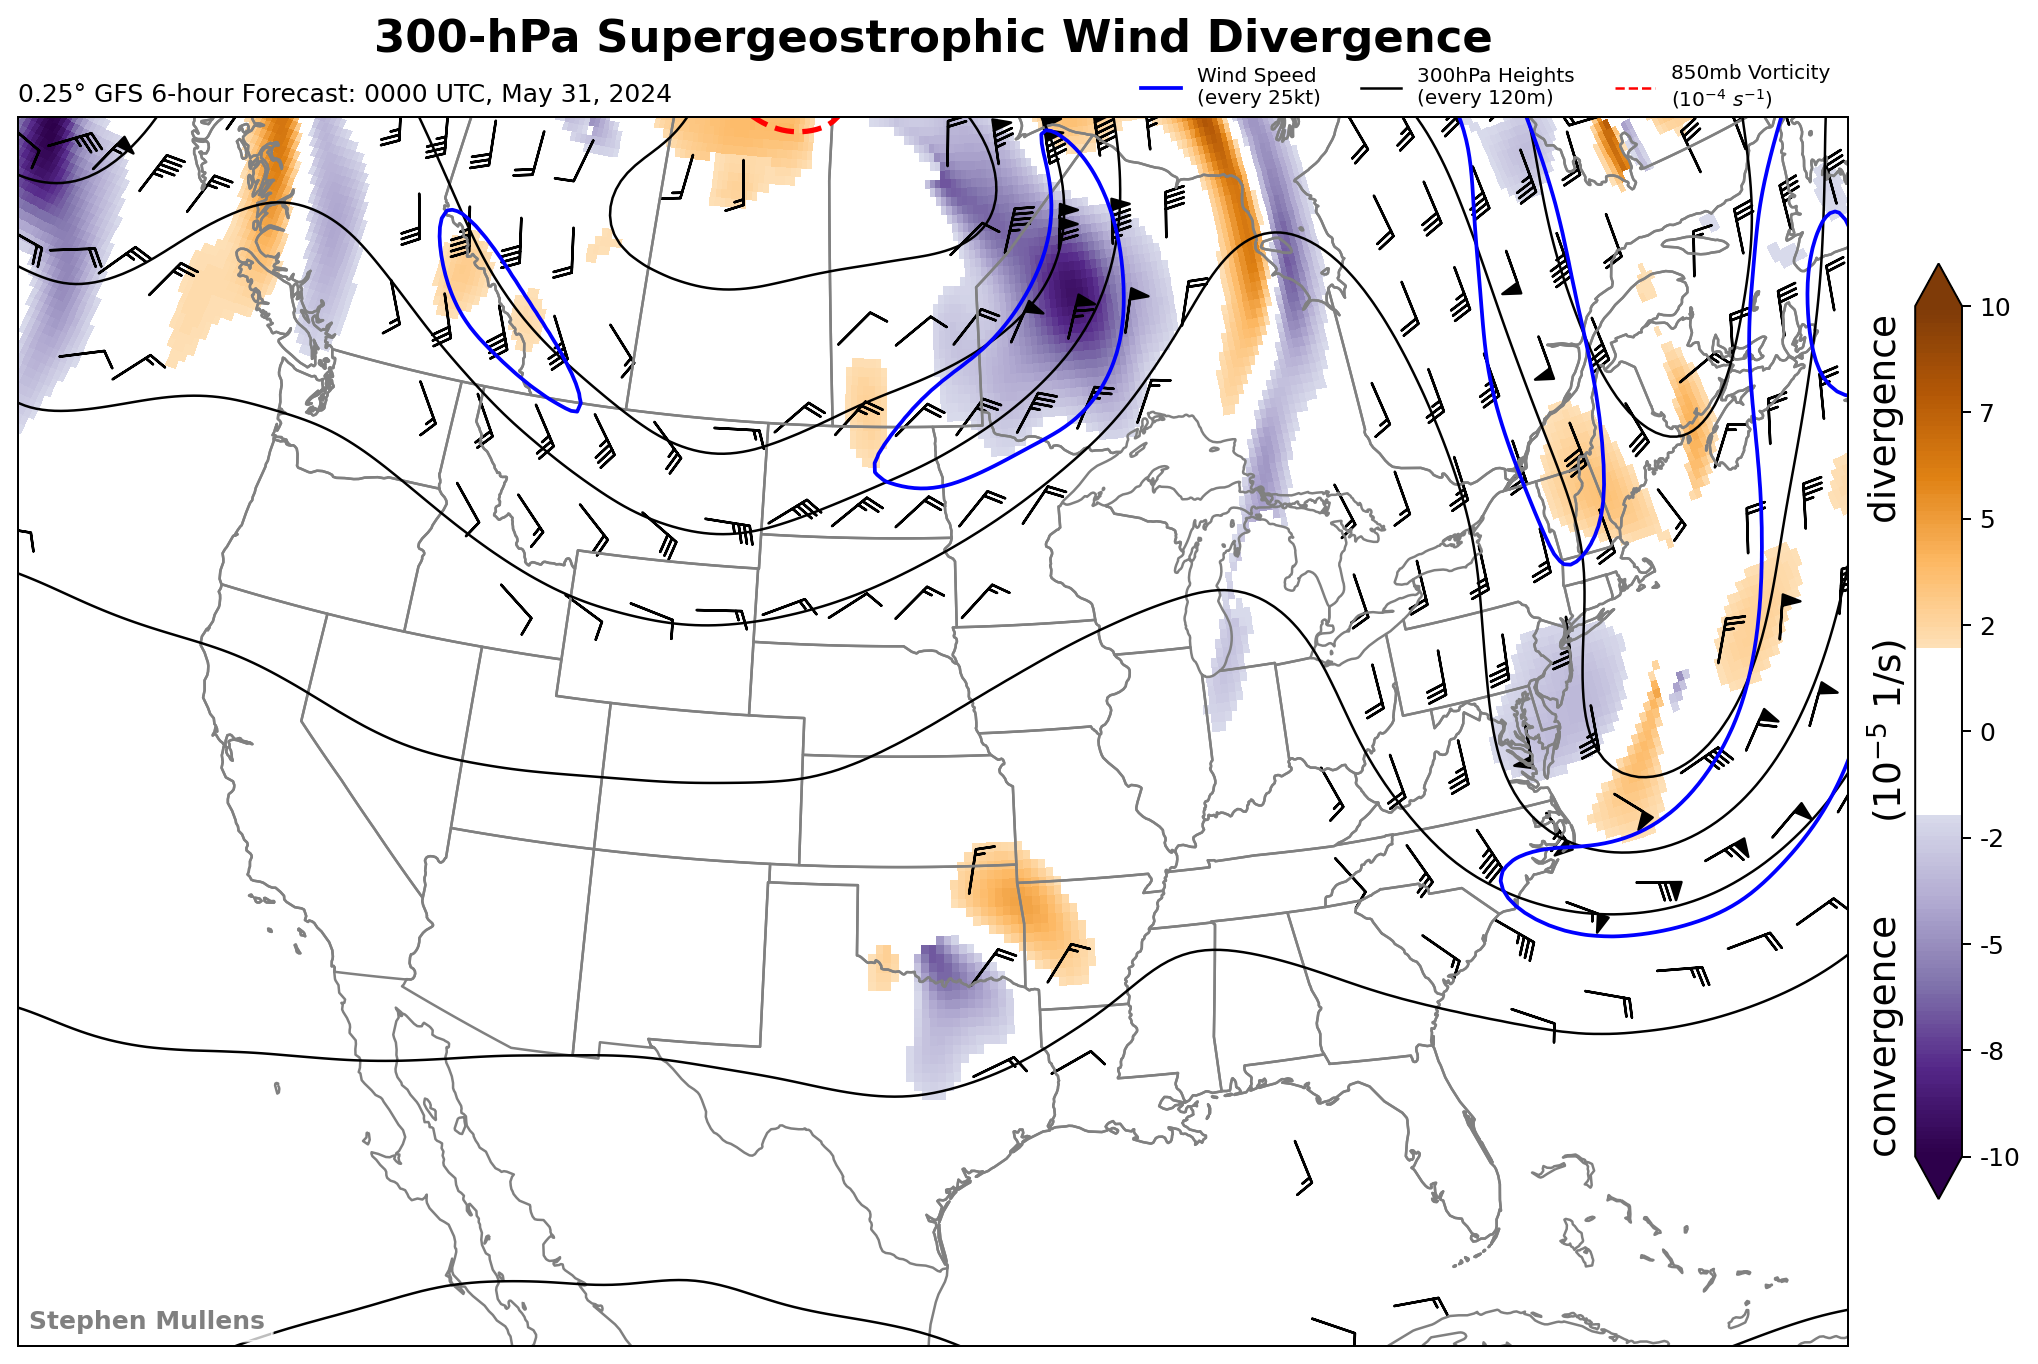 300-hPa Supergeostrophic Wind Divergence
0.25° GFS 6-hour Forecast: 0000 UTC, May 31, 2024
Wind Speed
(every 25kt)
300hPa Heights
(every 120m)
850mb Vorticity
(10⁻⁴ s⁻¹)
10
7
5
2
0
-2
-5
-8
-10
convergence (10⁻⁵ 1/s) divergence
Stephen Mullens